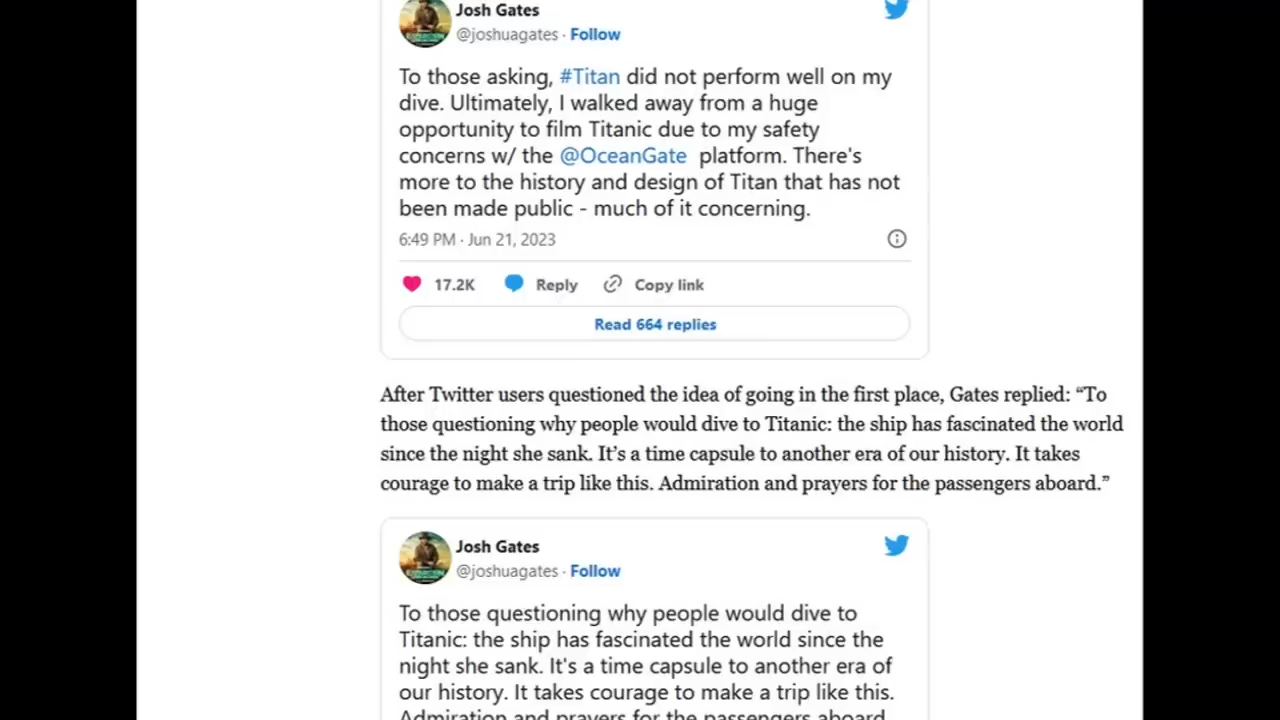 Josh Gates
@joshuagates · Follow
To those asking, #Titan did not perform well on my
dive. Ultimately, I walked away from a huge
opportunity to film Titanic due to my safety
concerns w/ the @OceanGate platform. There's
more to the history and design of Titan that has not
been made public - much of it concerning.
6:49 PM · Jun 21, 2023
17.2K Reply Copy link
Read 664 replies
After Twitter users questioned the idea of going in the first place, Gates replied: “To
those questioning why people would dive to Titanic: the ship has fascinated the world
since the night she sank. It’s a time capsule to another era of our history. It takes
courage to make a trip like this. Admiration and prayers for the passengers aboard.”
Josh Gates
@joshuagates · Follow
To those questioning why people would dive to
Titanic: the ship has fascinated the world since the
night she sank. It's a time capsule to another era of
our history. It takes courage to make a trip like this.
Admiration and prayers for the passengers aboard.